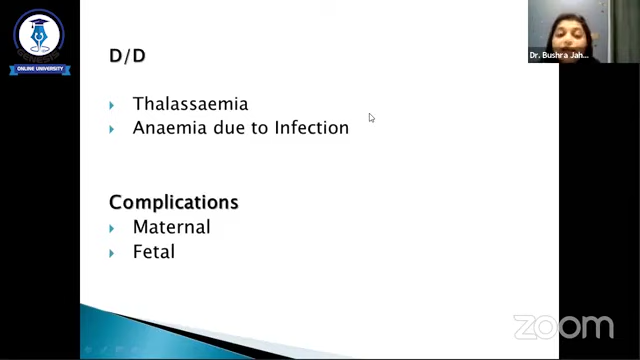 D/D
Thalassaemia
Anaemia due to Infection
Complications
Maternal
Fetal
ONLINE UNIVERSITY
Dr. Bushra Jah...
zoom